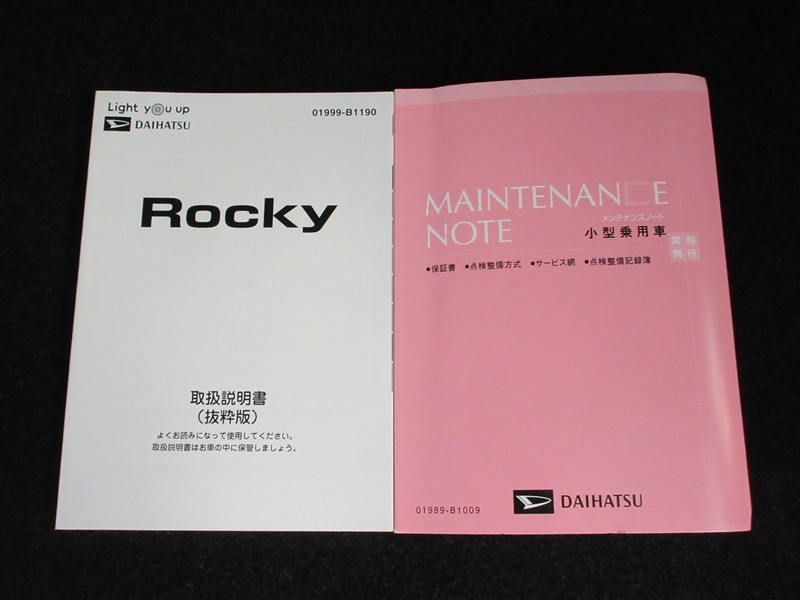 Light you up
DAIHATSU
01999-B1190
Rocky
取扱説明書
（抜粋版）
よくお読みになって使用してください。
取扱説明書はお車の中に保管しましょう。
MAINTENANCE
NOTE
メンテナンスノート
小型乗用車
常時
携行
●保証書 ●点検整備方式 ●サービス網 ●点検整備記録簿
01989-B1009
DAIHATSU